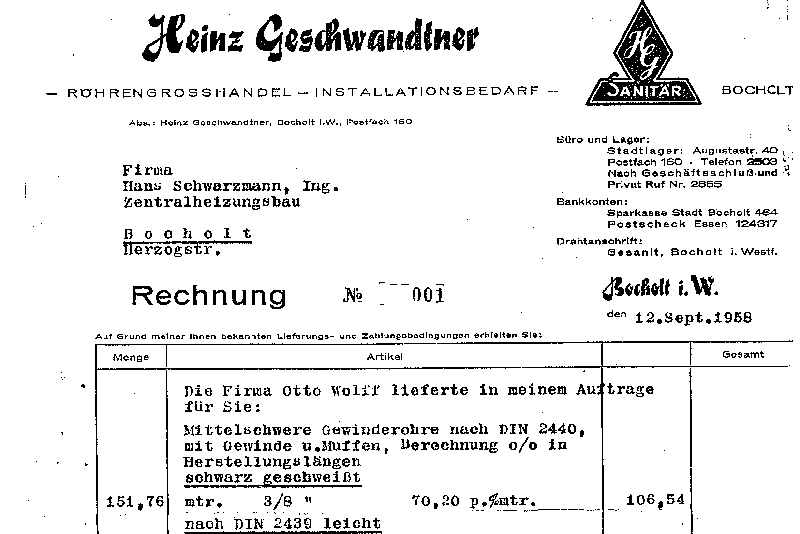 Heinz Geschwandtner
HG
SANITÄR
— RÖHRENGROSSHANDEL — INSTALLATIONSBEDARF — BOCHOLT
Abs.: Heinz Geschwandtner, Bocholt i.W., Postfach 160
Büro und Lager:
Stadtlager: Augustastr. 40
Postfach 160 · Telefon 2503
Nach Geschäftsschluß und
Privat Ruf Nr. 2855
Bankkonten:
Sparkasse Stadt Bocholt 464
Postscheck Essen 124317
Drahtanschrift:
Gesanit, Bocholt i. Westf.
Firma
Hans Schwarzmann, Ing.
Zentralheizungsbau
B o c h o l t
Herzogstr.
Rechnung № 001
Bocholt i. W.
den 12.Sept.1958
Auf Grund meiner Ihnen bekannten Lieferungs- und Zahlungsbedingungen erhielten Sie:
Menge Artikel Gesamt
Die Firma Otto Wolff lieferte in meinem Auftrage
für Sie:
Mittelschwere Gewinderohre nach DIN 2440,
mit Gewinde u.Muffen, Berechnung o/o in
Herstellungslängen
schwarz geschweißt
151,76 mtr. 3/8 " 70,20 p.%mtr. 106,54
nach DIN 2439 leicht